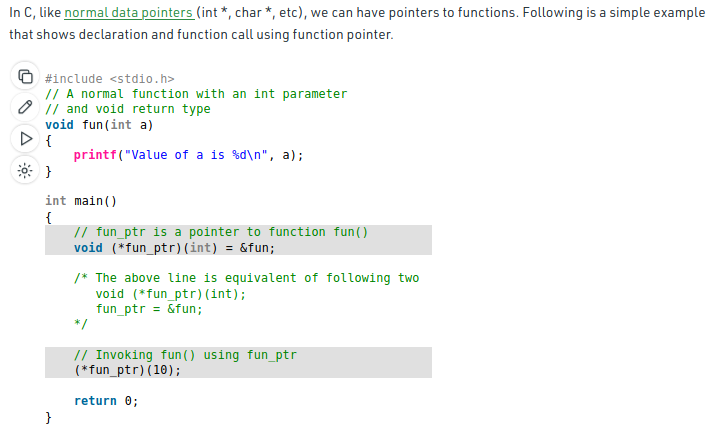 In C, like normal data pointers (int *, char *, etc), we can have pointers to functions. Following is a simple example
that shows declaration and function call using function pointer.
#include <stdio.h>
// A normal function with an int parameter
// and void return type
void fun(int a)
{
    printf("Value of a is %d\n", a);
}

int main()
{
    // fun_ptr is a pointer to function fun()
    void (*fun_ptr)(int) = &fun;

    /* The above line is equivalent of following two
       void (*fun_ptr)(int);
       fun_ptr = &fun;
    */

    // Invoking fun() using fun_ptr
    (*fun_ptr)(10);

    return 0;
}